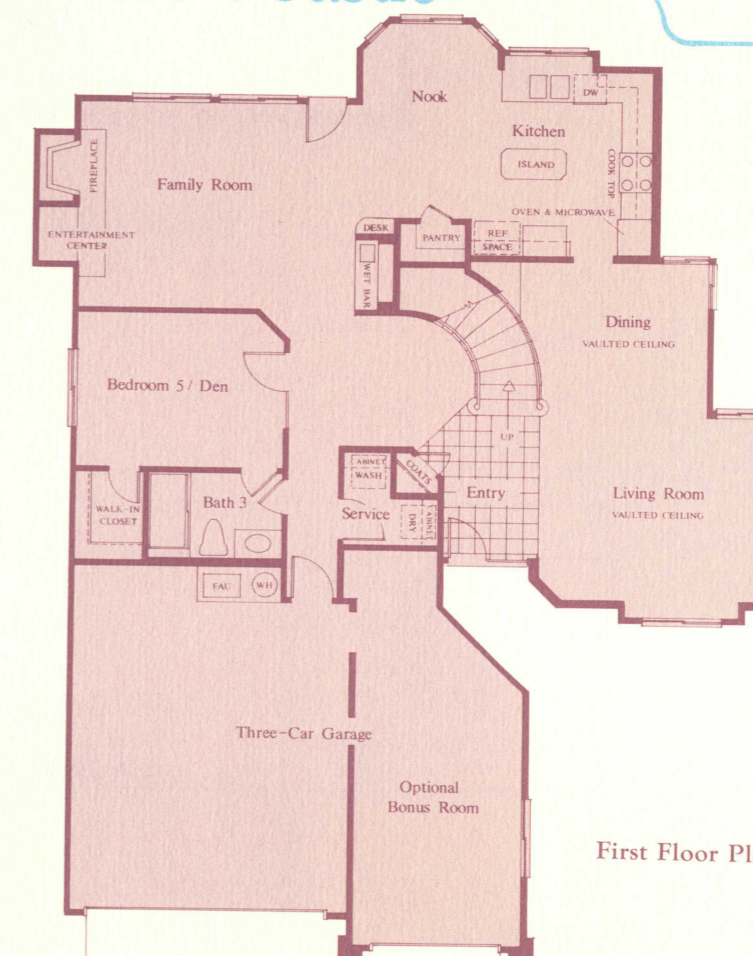 Nook
Kitchen
DW
ISLAND
COOK TOP
OVEN & MICROWAVE
Family Room
FIREPLACE
ENTERTAINMENT
CENTER
DESK
PANTRY
REF
SPACE
WET BAR
Dining
VAULTED CEILING
Bedroom 5 / Den
UP
WALK-IN
CLOSET
Bath 3
ABINET
WASH
COATS
Service
DRY
ABINET
Entry
Living Room
VAULTED CEILING
FAU
WH
Three-Car Garage
Optional
Bonus Room
First Floor Pl